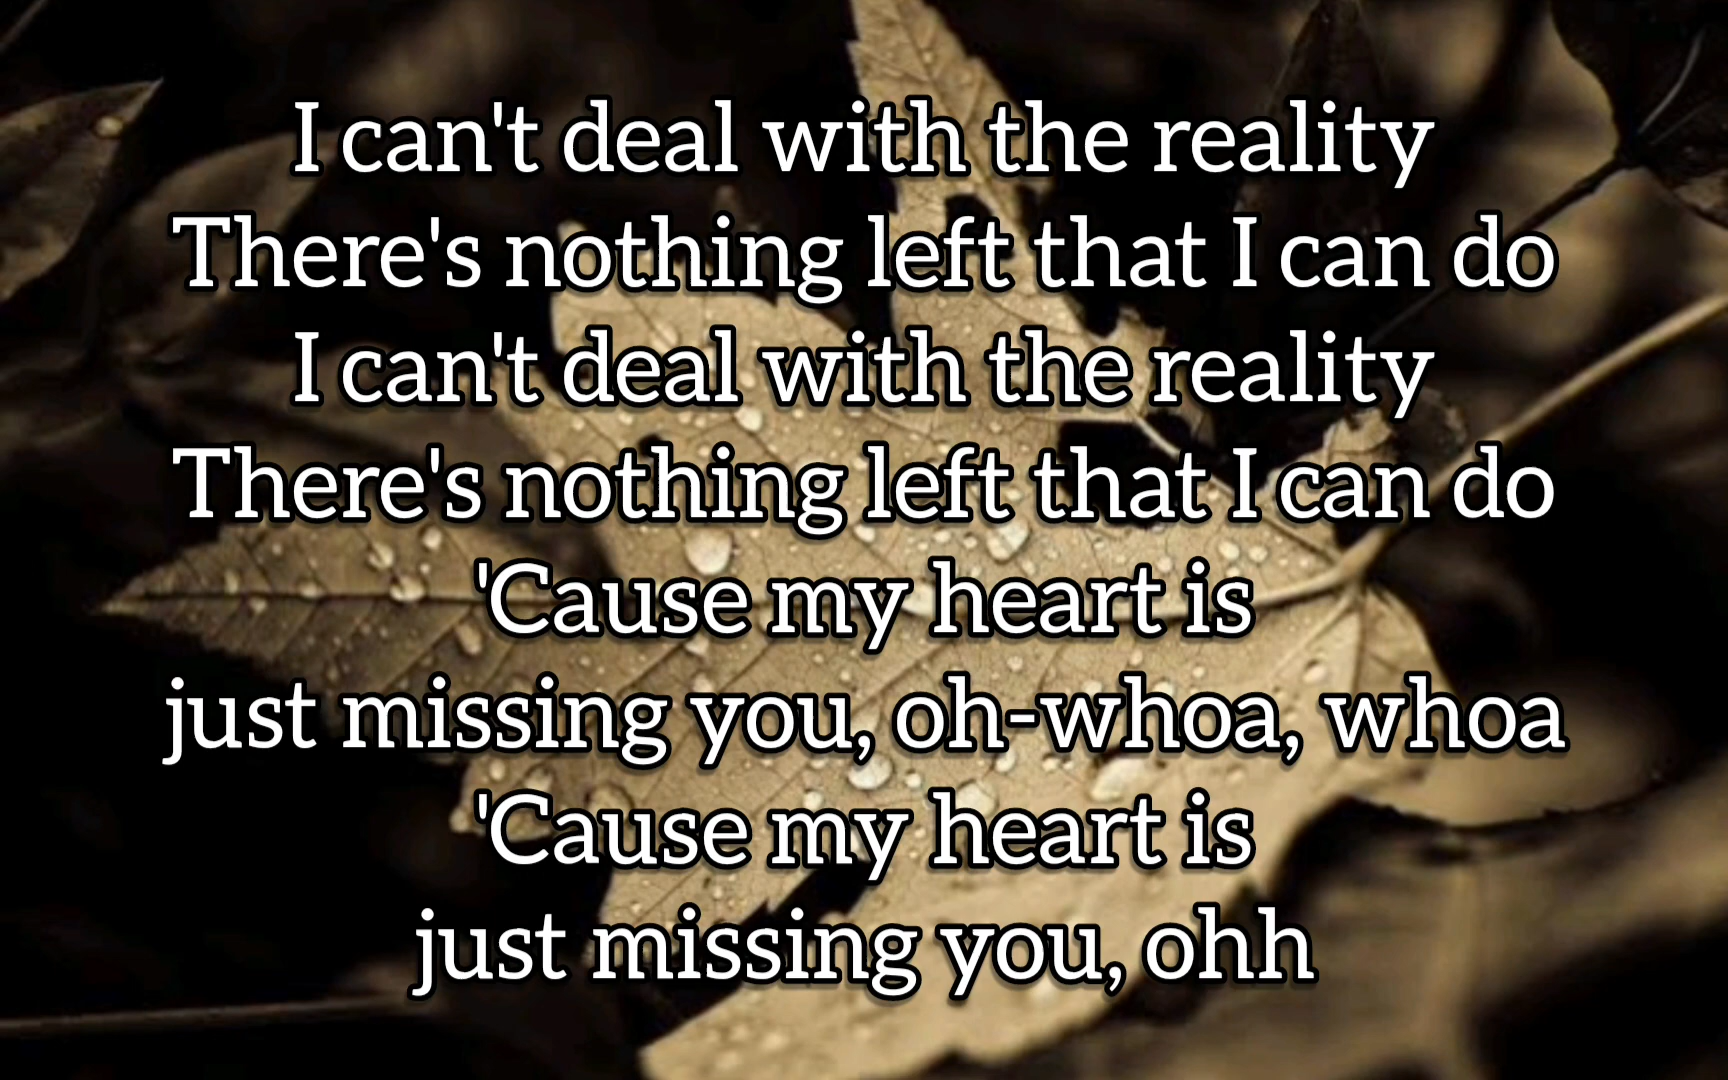 I can't deal with the reality
There's nothing left that I can do
I can't deal with the reality
There's nothing left that I can do
'Cause my heart is
just missing you, oh-whoa, whoa
'Cause my heart is
just missing you, ohh